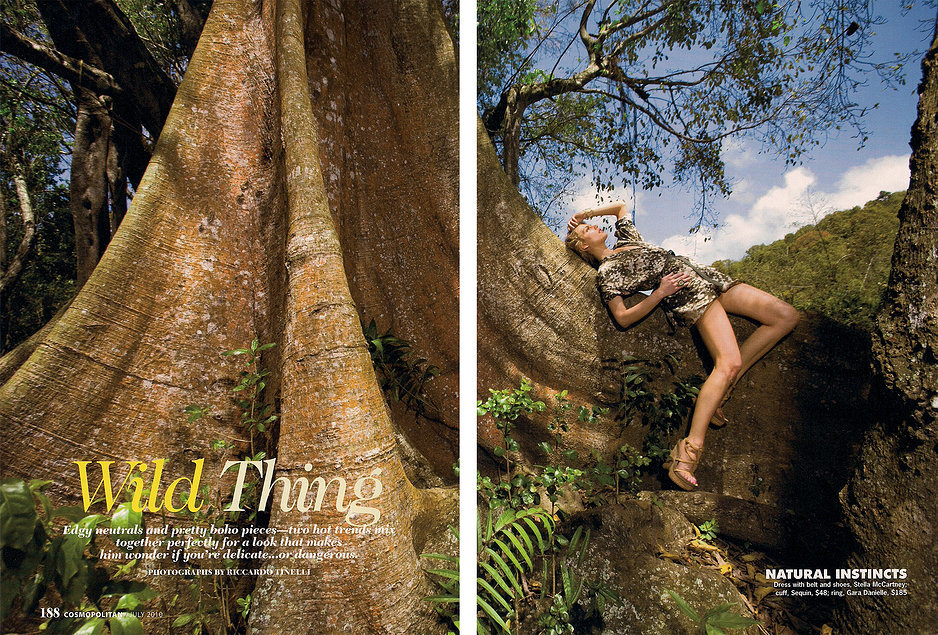 Wild Thing
Edgy neutrals and pretty boho pieces—two hot trends mix
together perfectly for a look that makes
him wonder if you're delicate...or dangerous.
PHOTOGRAPHS BY RICCARDO TINELLI
188 COSMOPOLITAN JULY 2010
NATURAL INSTINCTS
Dress with belt and shoes, Stella McCartney;
cuff, Sequin, $48; ring, Gara Danielle, $185